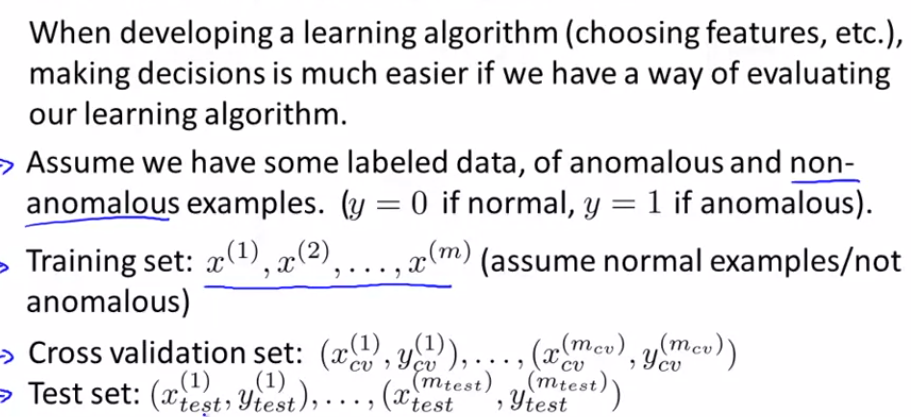 When developing a learning algorithm (choosing features, etc.),
making decisions is much easier if we have a way of evaluating
our learning algorithm.
Assume we have some labeled data, of anomalous and non-
anomalous examples. (y = 0 if normal, y = 1 if anomalous).
Training set: x^{(1)}, x^{(2)}, . . . , x^{(m)} (assume normal examples/not
anomalous)
Cross validation set: (x_{cv}^{(1)}, y_{cv}^{(1)}), . . . , (x_{cv}^{(m_{cv})}, y_{cv}^{(m_{cv})})
Test set: (x_{test}^{(1)}, y_{test}^{(1)}), . . . , (x_{test}^{(m_{test})}, y_{test}^{(m_{test})})